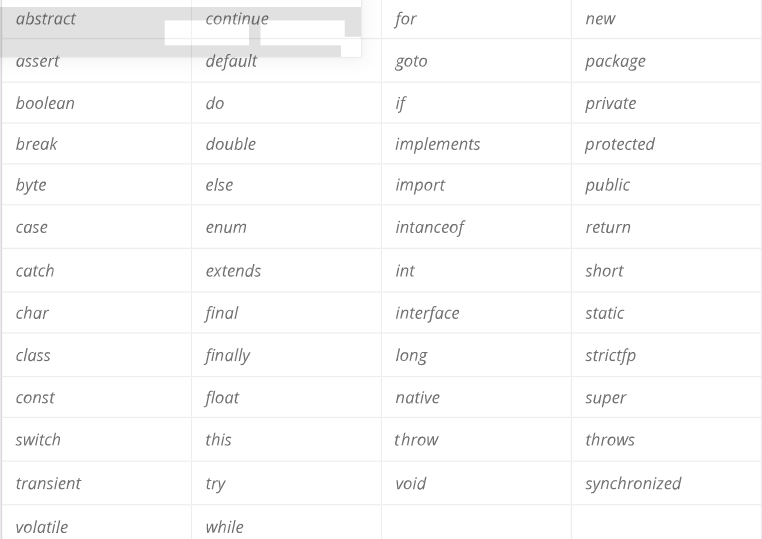 abstract continue for new
assert default goto package
boolean do if private
break double implements protected
byte else import public
case enum intanceof return
catch extends int short
char final interface static
class finally long strictfp
const float native super
switch this throw throws
transient try void synchronized
volatile while